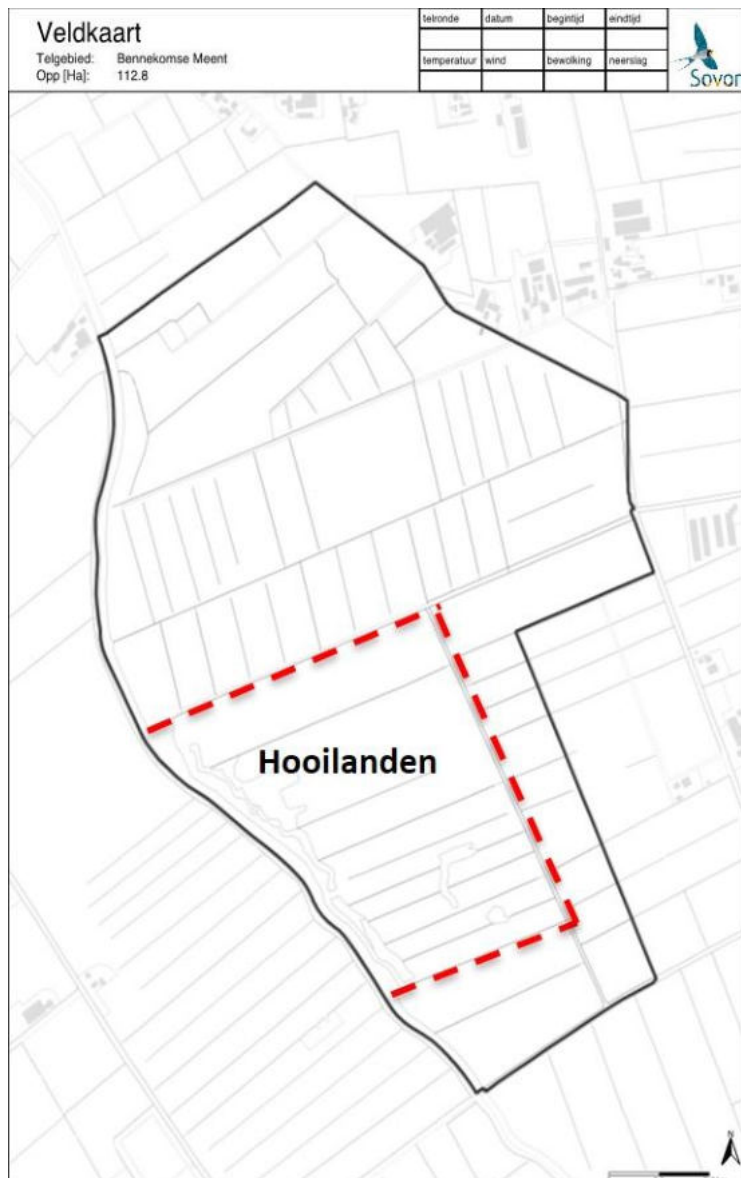 Veldkaart
Telgebied: Bennekomse Meent
Opp [Ha]: 112.8
telronde datum begintijd eindtijd
temperatuur wind bewolking neerslag
Sovon
Hooilanden
N